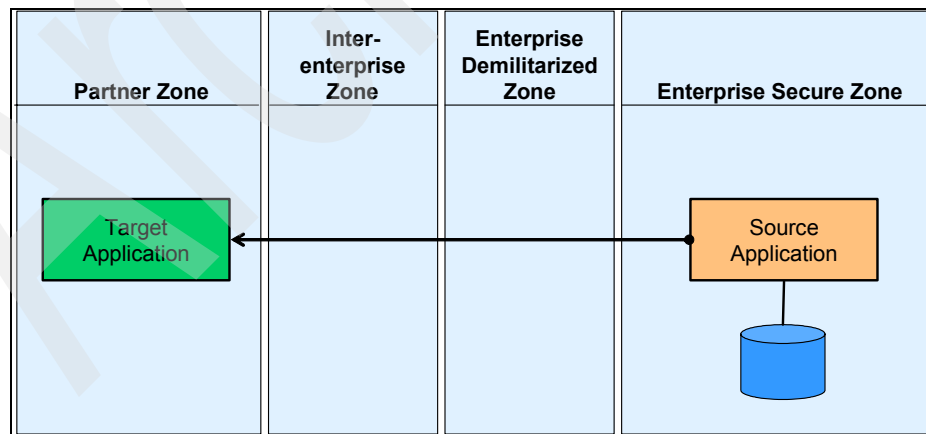 Partner Zone
Inter-
enterprise
Zone
Enterprise
Demilitarized
Zone
Enterprise Secure Zone
Target
Application
Source
Application